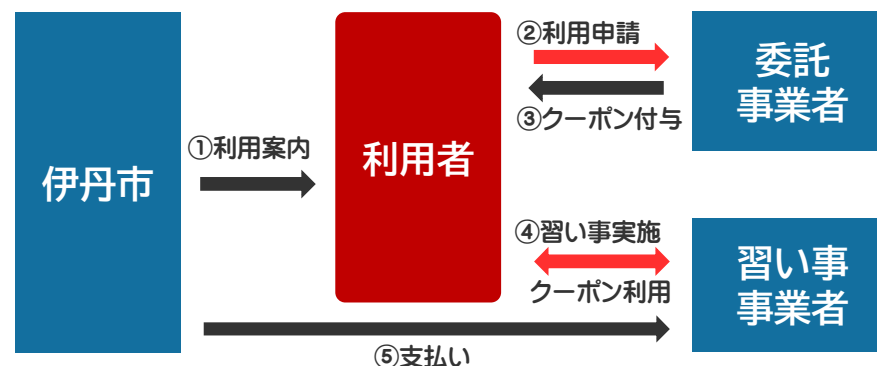 伊丹市
①利用案内
利用者
②利用申請
③クーポン付与
委託
事業者
④習い事実施
クーポン利用
習い事
事業者
⑤支払い